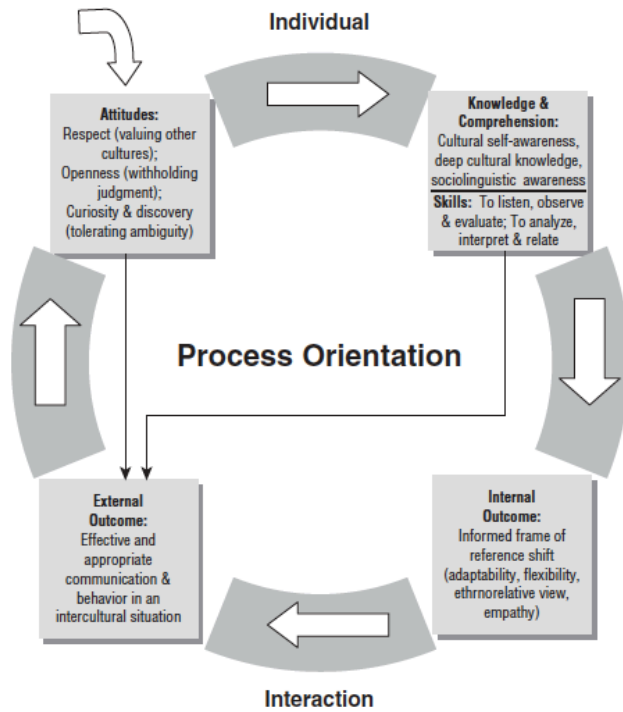 Individual
Attitudes:
Respect (valuing other
cultures);
Openness (withholding
judgment);
Curiosity & discovery
(tolerating ambiguity)
Knowledge &
Comprehension:
Cultural self-awareness,
deep cultural knowledge,
sociolinguistic awareness
Skills: To listen, observe
& evaluate; To analyze,
interpret & relate
Process Orientation
External
Outcome:
Effective and
appropriate
communication &
behavior in an
intercultural situation
Internal
Outcome:
Informed frame of
reference shift
(adaptability, flexibility,
ethrnorelative view,
empathy)
Interaction